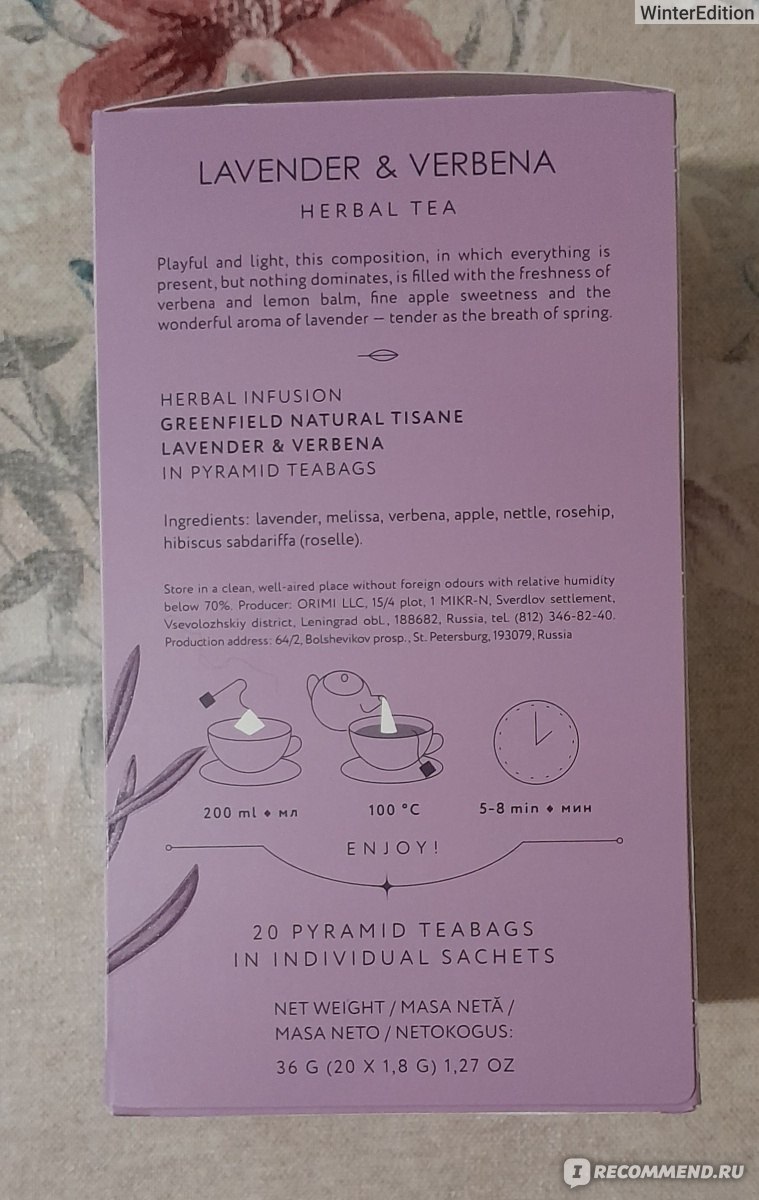 WinterEdition
LAVENDER & VERBENA
HERBAL TEA
Playful and light, this composition, in which everything is
present, but nothing dominates, is filled with the freshness of
verbena and lemon balm, fine apple sweetness and the
wonderful aroma of lavender – tender as the breath of spring.
HERBAL INFUSION
GREENFIELD NATURAL TISANE
LAVENDER & VERBENA
IN PYRAMID TEABAGS
Ingredients: lavender, melissa, verbena, apple, nettle, rosehip,
hibiscus sabdariffa (roselle).
Store in a clean, well-aired place without foreign odours with relative humidity
below 70%. Producer: ORIMI LLC, 15/4 plot, 1 MIKR-N, Sverdlov settlement,
Vsevolozhskiy district, Leningrad obl., 188682, Russia, tel. (812) 346-82-40.
Production address: 64/2, Bolshevikov prosp., St. Petersburg, 193079, Russia
200 ml ◆ мл 100 °C 5-8 min ◆ мин
ENJOY!
20 PYRAMID TEABAGS
IN INDIVIDUAL SACHETS
NET WEIGHT / MASA NETĂ /
MASA NETO / NETOKOGUS:
36 G (20 X 1,8 G) 1,27 OZ
IRECOMMEND.RU